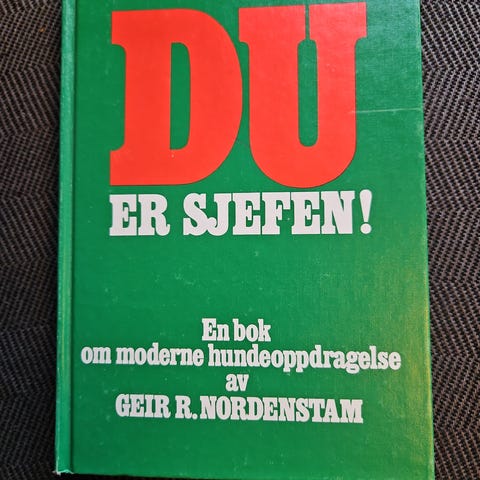 DU
ER SJEFEN!
En bok
om moderne hundeoppdragelse
av
GEIR R. NORDENSTAM